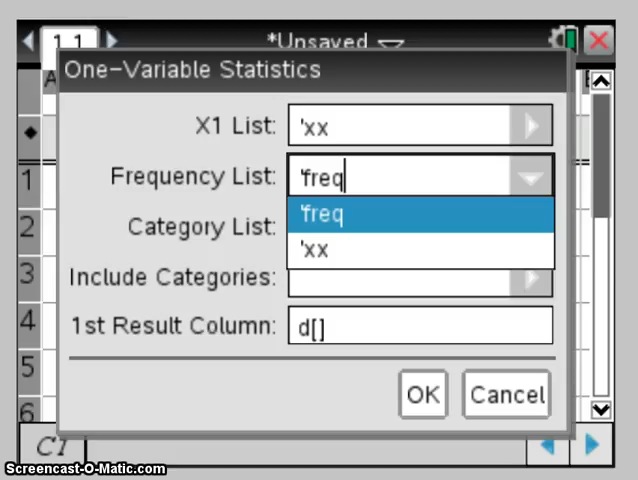 1.1 *Unsaved
One-Variable Statistics
A
X1 List: 'xx
Frequency List: 'freq
'freq
'xx
Category List:
Include Categories:
1st Result Column: d[]
OK Cancel
1
2
3
4
5
6
C1
Screencast-O-Matic.com